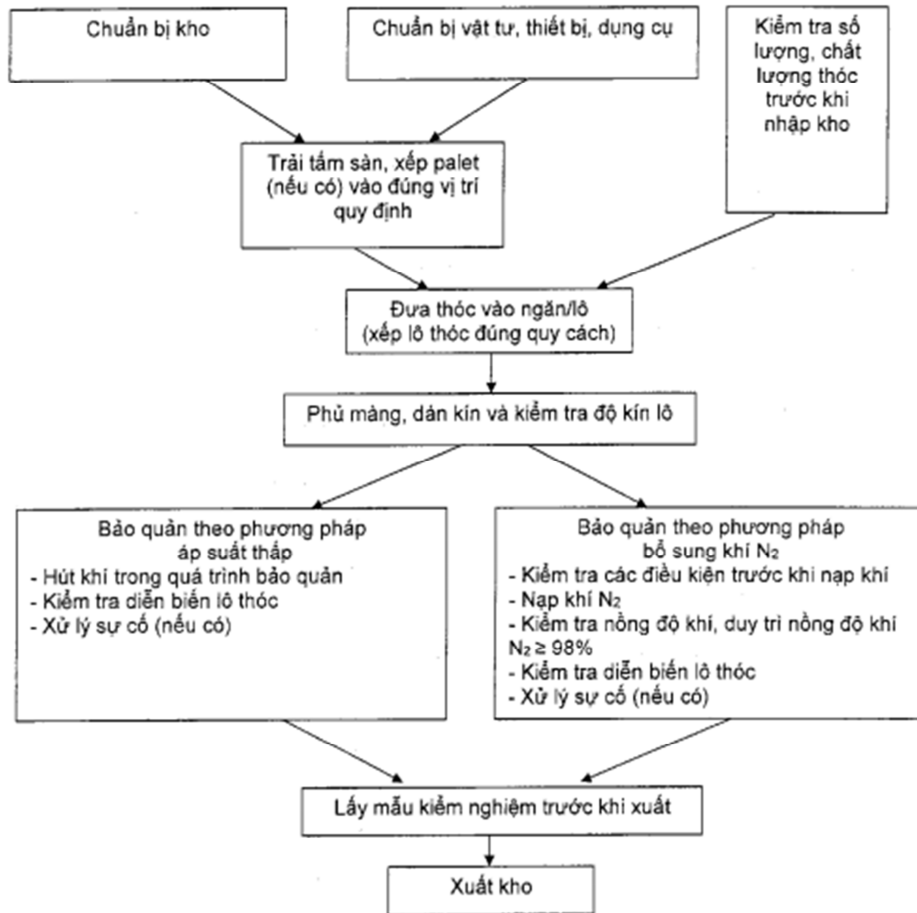 Chuẩn bị kho
Chuẩn bị vật tư, thiết bị, dụng cụ
Kiểm tra số
lượng, chất
lượng thóc
trước khi
nhập kho
Trải tấm sàn, xếp palet
(nếu có) vào đúng vị trí
quy định
Đưa thóc vào ngăn/lô
(xếp lô thóc đúng quy cách)
Phủ màng, dán kín và kiểm tra độ kín lô
Bảo quản theo phương pháp
áp suất thấp
- Hút khí trong quá trình bảo quản
- Kiểm tra diễn biến lô thóc
- Xử lý sự cố (nếu có)
Bảo quản theo phương pháp
bổ sung khí N₂
- Kiểm tra các điều kiện trước khi nạp khí
- Nạp khí N₂
- Kiểm tra nồng độ khí, duy trì nồng độ khí
N₂ ≥ 98%
- Kiểm tra diễn biến lô thóc
- Xử lý sự cố (nếu có)
Lấy mẫu kiểm nghiệm trước khi xuất
Xuất kho